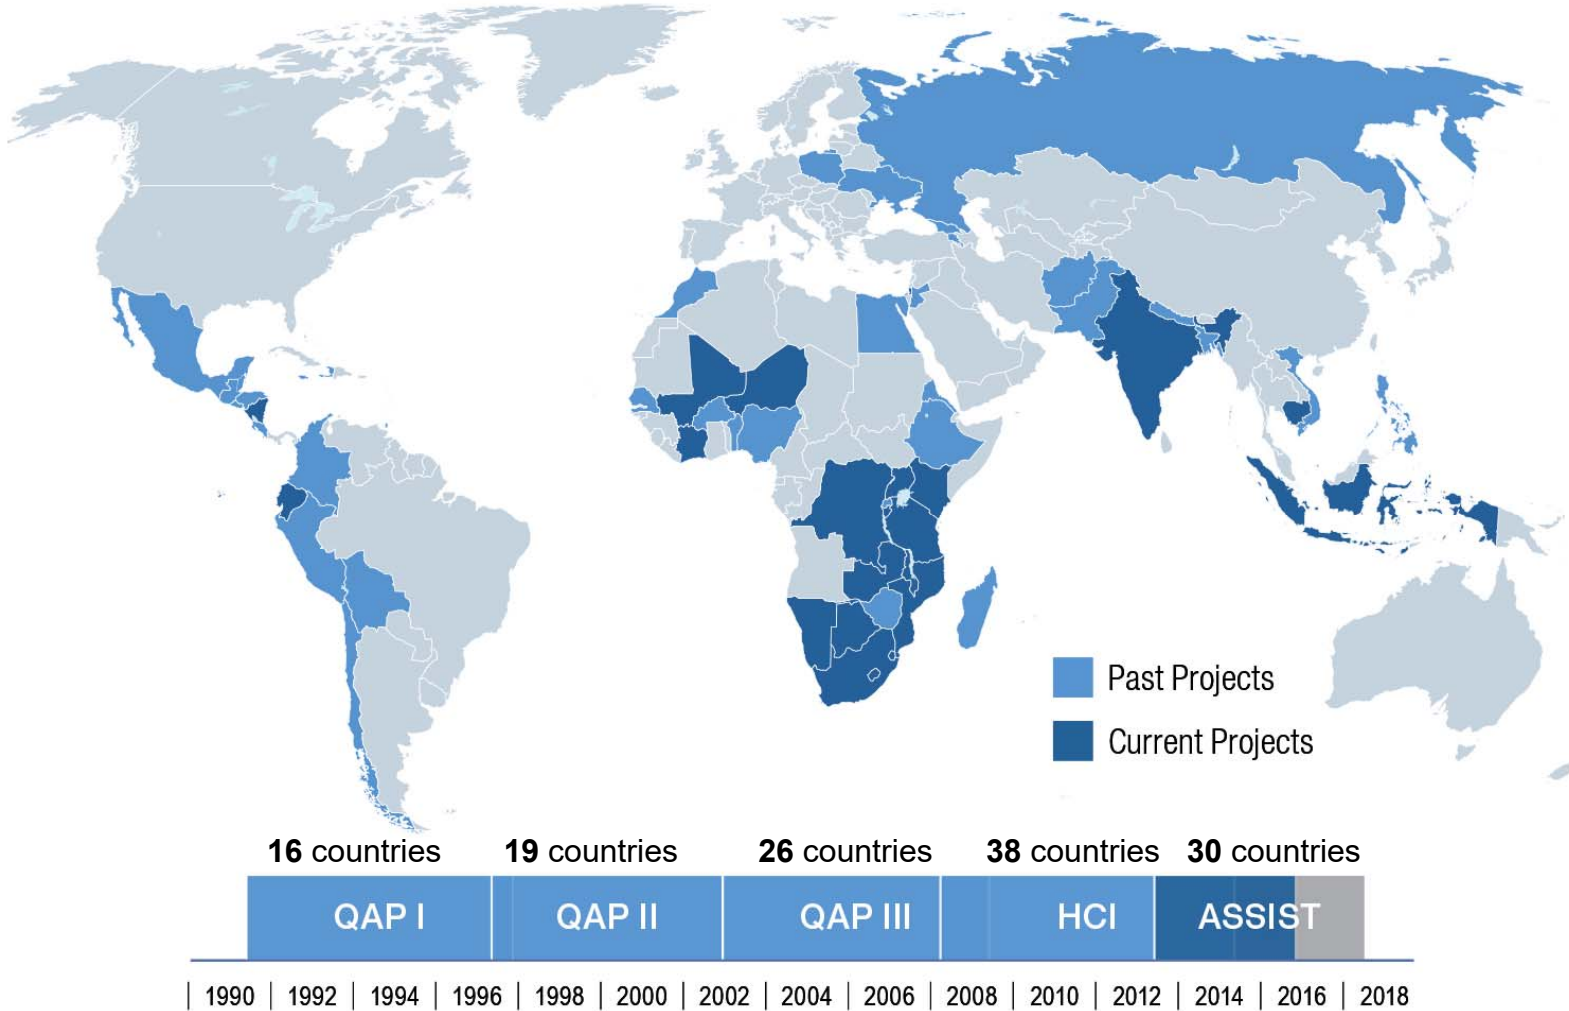 Past Projects
Current Projects
16 countries 19 countries 26 countries 38 countries 30 countries
QAP I QAP II QAP III HCI ASSIST
| 1990 | 1992 | 1994 | 1996 | 1998 | 2000 | 2002 | 2004 | 2006 | 2008 | 2010 | 2012 | 2014 | 2016 | 2018